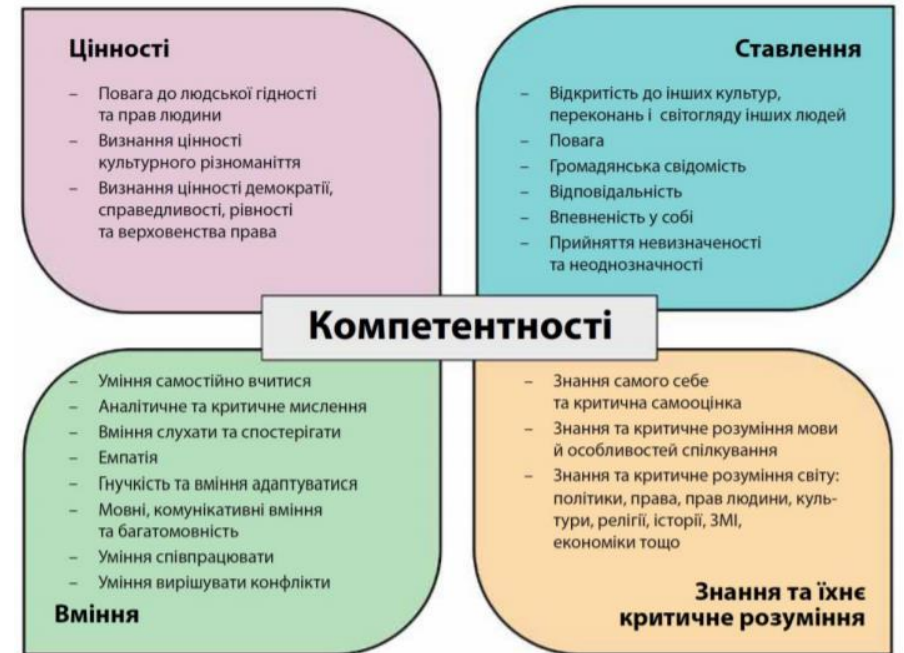 Цінності
– Повага до людської гідності
та прав людини
– Визнання цінності
культурного різноманіття
– Визнання цінності демократії,
справедливості, рівності
та верховенства права
Ставлення
– Відкритість до інших культур,
переконань і світогляду інших людей
– Повага
– Громадянська свідомість
– Відповідальність
– Впевненість у собі
– Прийняття невизначеності
та неоднозначності
Компетентності
– Уміння самостійно вчитися
– Аналітичне та критичне мислення
– Вміння слухати та спостерігати
– Емпатія
– Гнучкість та вміння адаптуватися
– Мовні, комунікативні вміння
та багатомовність
– Уміння співпрацювати
– Уміння вирішувати конфлікти
Вміння
– Знання самого себе
та критична самооцінка
– Знання та критичне розуміння мови
й особливостей спілкування
– Знання та критичне розуміння світу:
політики, права, прав людини, куль-
тури, релігії, історії, ЗМІ,
економіки тощо
Знання та їхнє
критичне розуміння